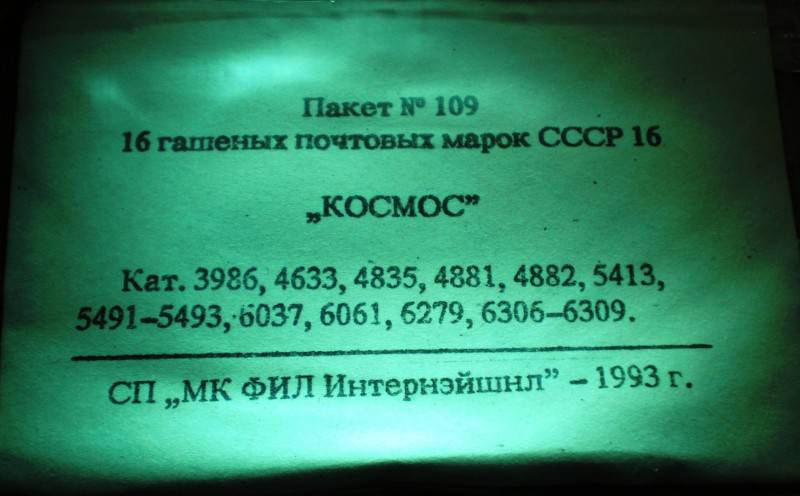 Пакет № 109
16 гашеных почтовых марок СССР 16
„КОСМОС”
Кат. 3986, 4633, 4835, 4881, 4882, 5413,
5491–5493, 6037, 6061, 6279, 6306–6309.
СП „МК ФИЛ Интернэйшнл” – 1993 г.